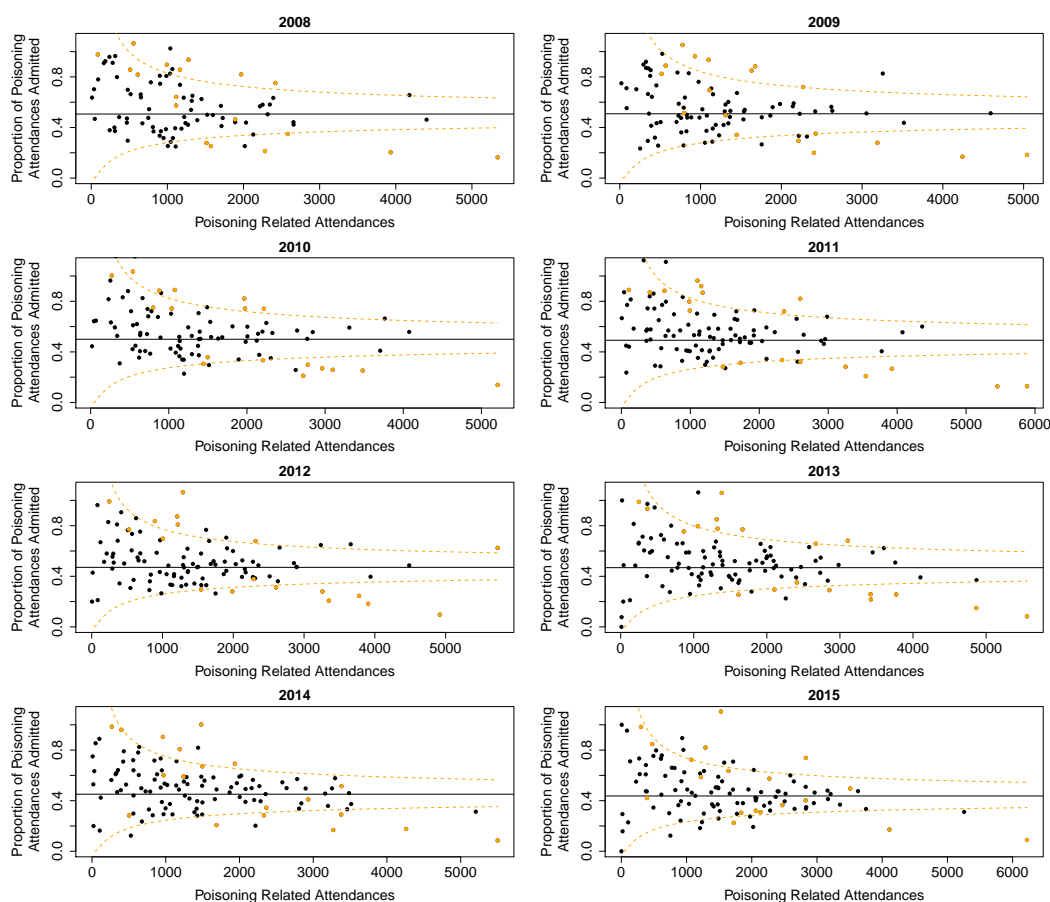 2008
Proportion of Poisoning
Attendances Admitted
0.0 0.4 0.8
0 1000 2000 3000 4000 5000
Poisoning Related Attendances
2009
Proportion of Poisoning
Attendances Admitted
0.0 0.4 0.8
0 1000 2000 3000 4000 5000
Poisoning Related Attendances
2010
Proportion of Poisoning
Attendances Admitted
0.0 0.4 0.8
0 1000 2000 3000 4000 5000
Poisoning Related Attendances
2011
Proportion of Poisoning
Attendances Admitted
0.0 0.4 0.8
0 1000 2000 3000 4000 5000 6000
Poisoning Related Attendances
2012
Proportion of Poisoning
Attendances Admitted
0.0 0.4 0.8
0 1000 2000 3000 4000 5000
Poisoning Related Attendances
2013
Proportion of Poisoning
Attendances Admitted
0.0 0.4 0.8
0 1000 2000 3000 4000 5000
Poisoning Related Attendances
2014
Proportion of Poisoning
Attendances Admitted
0.0 0.4 0.8
0 1000 2000 3000 4000 5000
Poisoning Related Attendances
2015
Proportion of Poisoning
Attendances Admitted
0.0 0.4 0.8
0 1000 2000 3000 4000 5000 6000
Poisoning Related Attendances